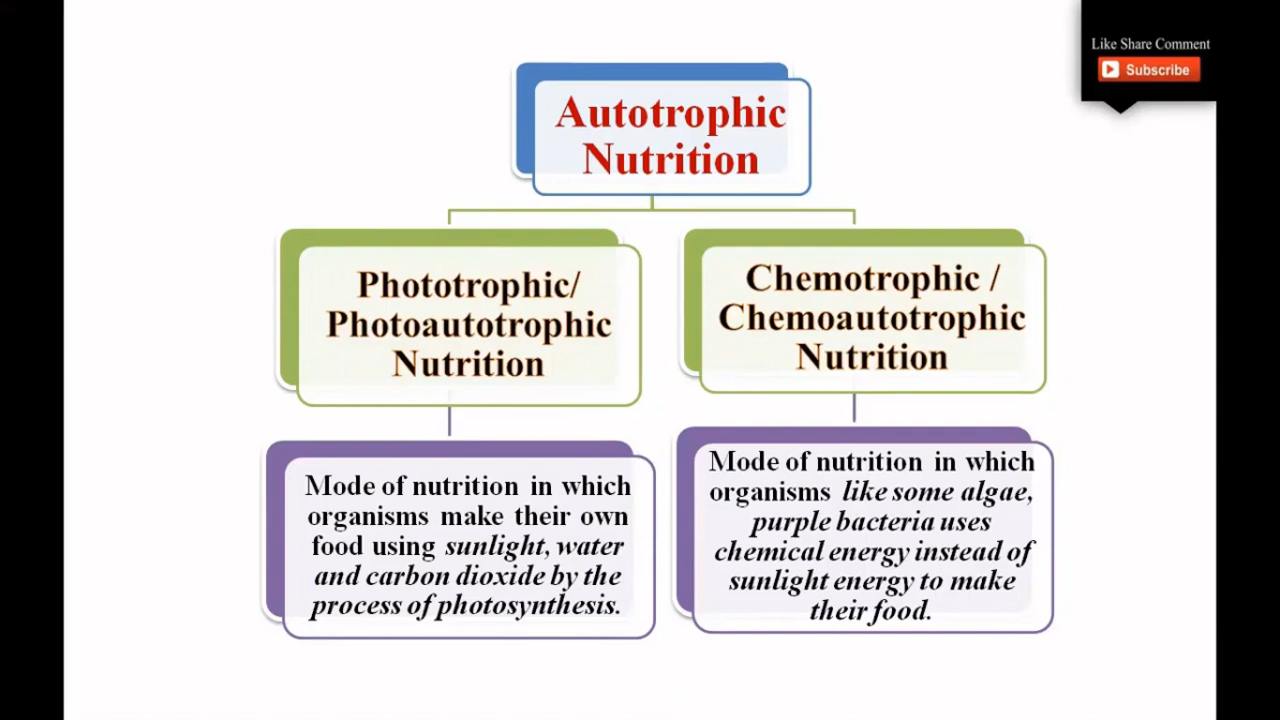 Like Share Comment
Subscribe
Autotrophic
Nutrition
Phototrophic/
Photoautotrophic
Nutrition
Chemotrophic /
Chemoautotrophic
Nutrition
Mode of nutrition in which
organisms make their own
food using sunlight, water
and carbon dioxide by the
process of photosynthesis.
Mode of nutrition in which
organisms like some algae,
purple bacteria uses
chemical energy instead of
sunlight energy to make
their food.